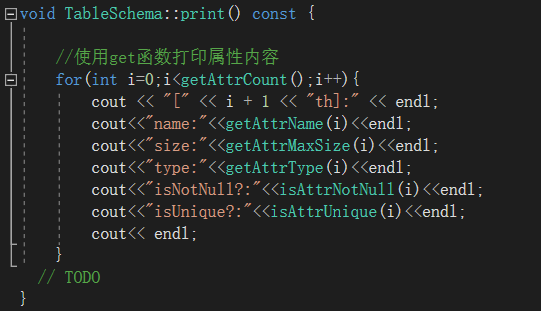 void TableSchema::print() const {
//使用get函数打印属性内容
for(int i=0;i<getAttrCount();i++){
cout << "[" << i + 1 << "th]:" << endl;
cout<<"name:"<<getAttrName(i)<<endl;
cout<<"size:"<<getAttrMaxSize(i)<<endl;
cout<<"type:"<<getAttrType(i)<<endl;
cout<<"isNotNull?:"<<isAttrNotNull(i)<<endl;
cout<<"isUnique?:"<<isAttrUnique(i)<<endl;
cout<< endl;
}
// TODO
}